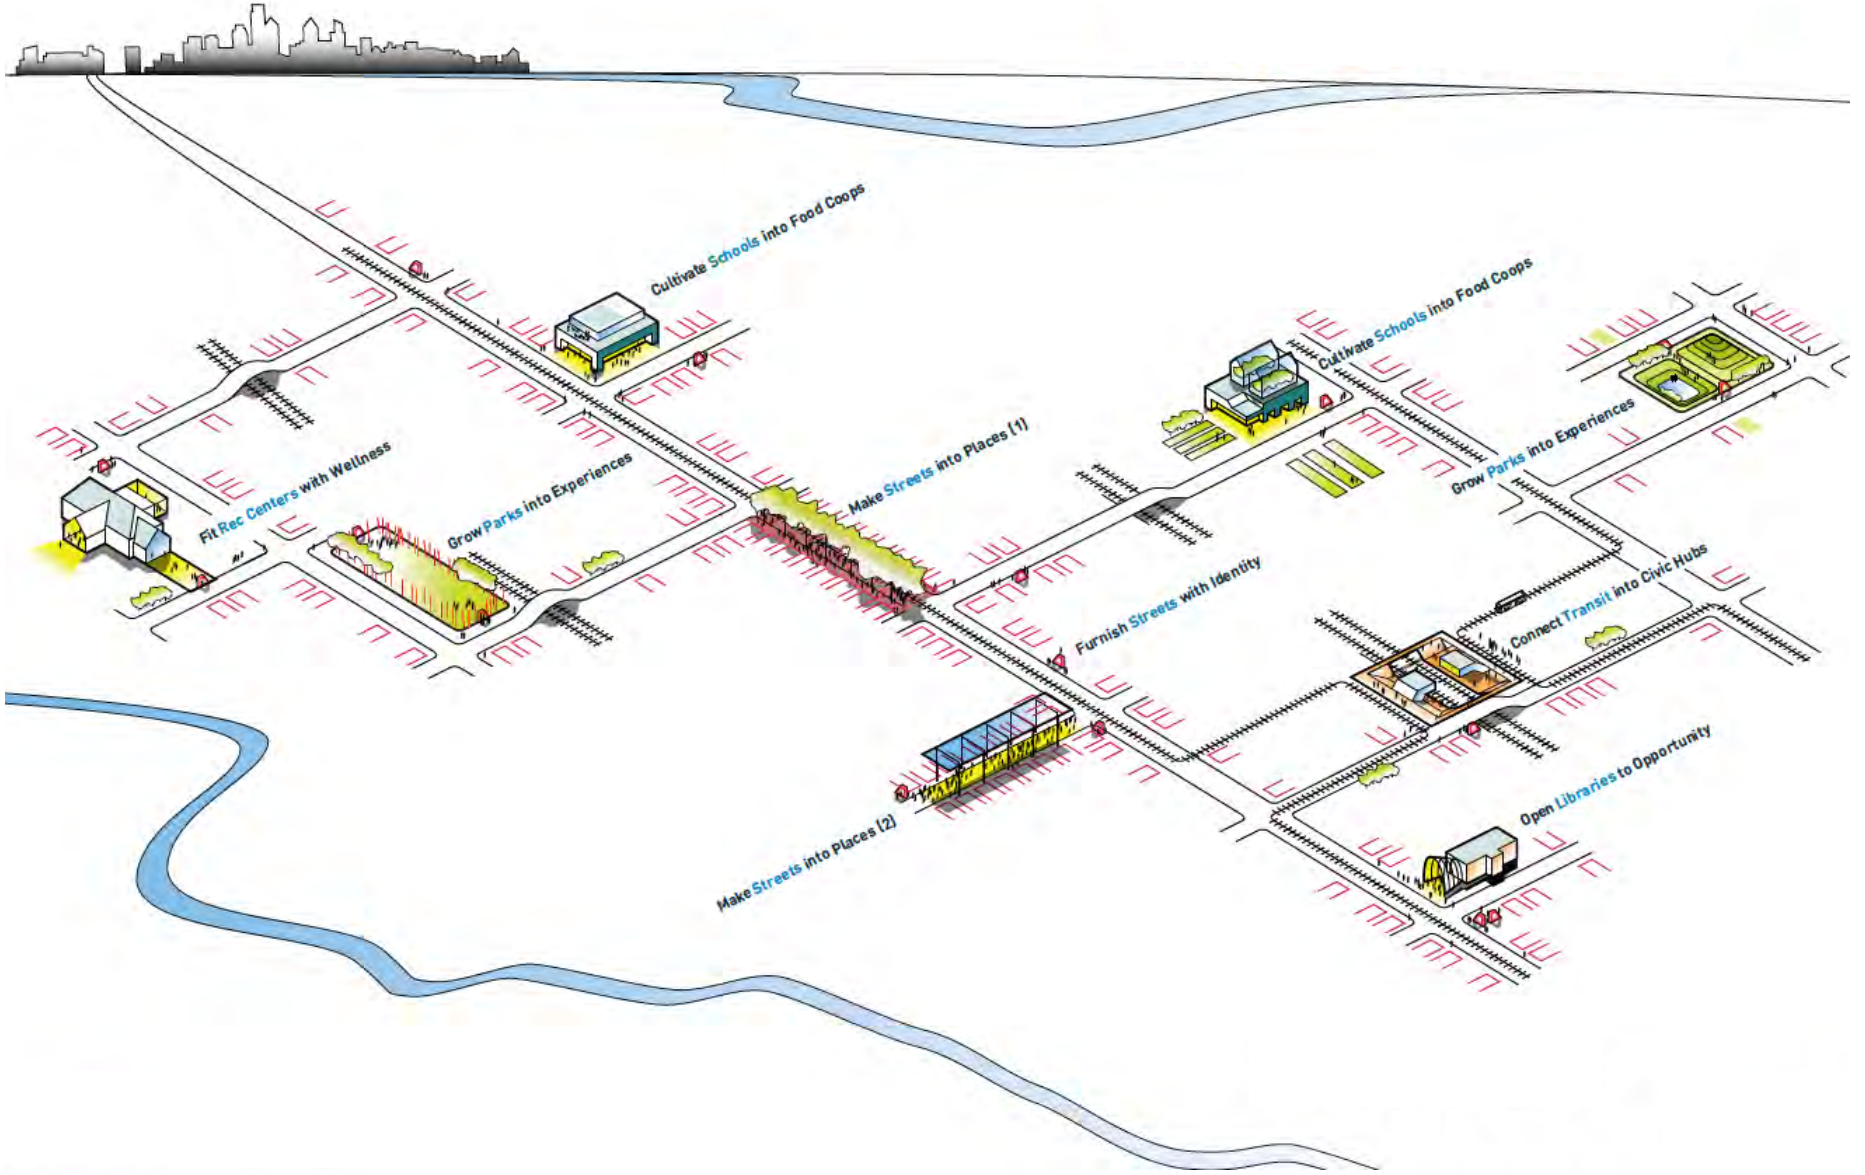 Cultivate Schools into Food Coops
Cultivate Schools into Food Coops
Fit Rec Centers with Wellness
Grow Parks into Experiences
Make Streets into Places (1)
Grow Parks into Experiences
Furnish Streets with Identity
Connect Transit into Civic Hubs
Make Streets into Places (2)
Open Libraries to Opportunity